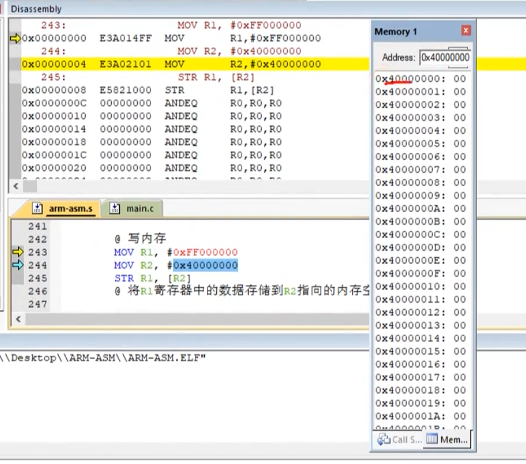 Disassembly
243: MOV R1, #0xFF000000
0x00000000 E3A014FF MOV R1,#0xFF000000
244: MOV R2, #0x40000000
0x00000004 E3A02101 MOV R2,#0x40000000
245: STR R1, [R2]
0x00000008 E5821000 STR R1,[R2]
0x0000000C 00000000 ANDEQ R0,R0,R0
0x00000010 00000000 ANDEQ R0,R0,R0
0x00000014 00000000 ANDEQ R0,R0,R0
0x00000018 00000000 ANDEQ R0,R0,R0
0x0000001C 00000000 ANDEQ R0,R0,R0
0x00000020 00000000 ANDEQ R0,R0,R0
arm-asm.s main.c
241
242 @ 写内存
243 MOV R1, #0xFF000000
244 MOV R2, #0x40000000
245 STR R1, [R2]
246 @ 将R1寄存器中的数据存储到R2指向的内存空
247
\\Desktop\\ARM-ASM\\ARM-ASM.ELF"
Memory 1
Address: 0x40000000
0x40000000: 00
0x40000001: 00
0x40000002: 00
0x40000003: 00
0x40000004: 00
0x40000005: 00
0x40000006: 00
0x40000007: 00
0x40000008: 00
0x40000009: 00
0x4000000A: 00
0x4000000B: 00
0x4000000C: 00
0x4000000D: 00
0x4000000E: 00
0x4000000F: 00
0x40000010: 00
0x40000011: 00
0x40000012: 00
0x40000013: 00
0x40000014: 00
0x40000015: 00
0x40000016: 00
0x40000017: 00
0x40000018: 00
0x40000019: 00
0x4000001A: 00
0x4000001B: 00
Call S... Mem...